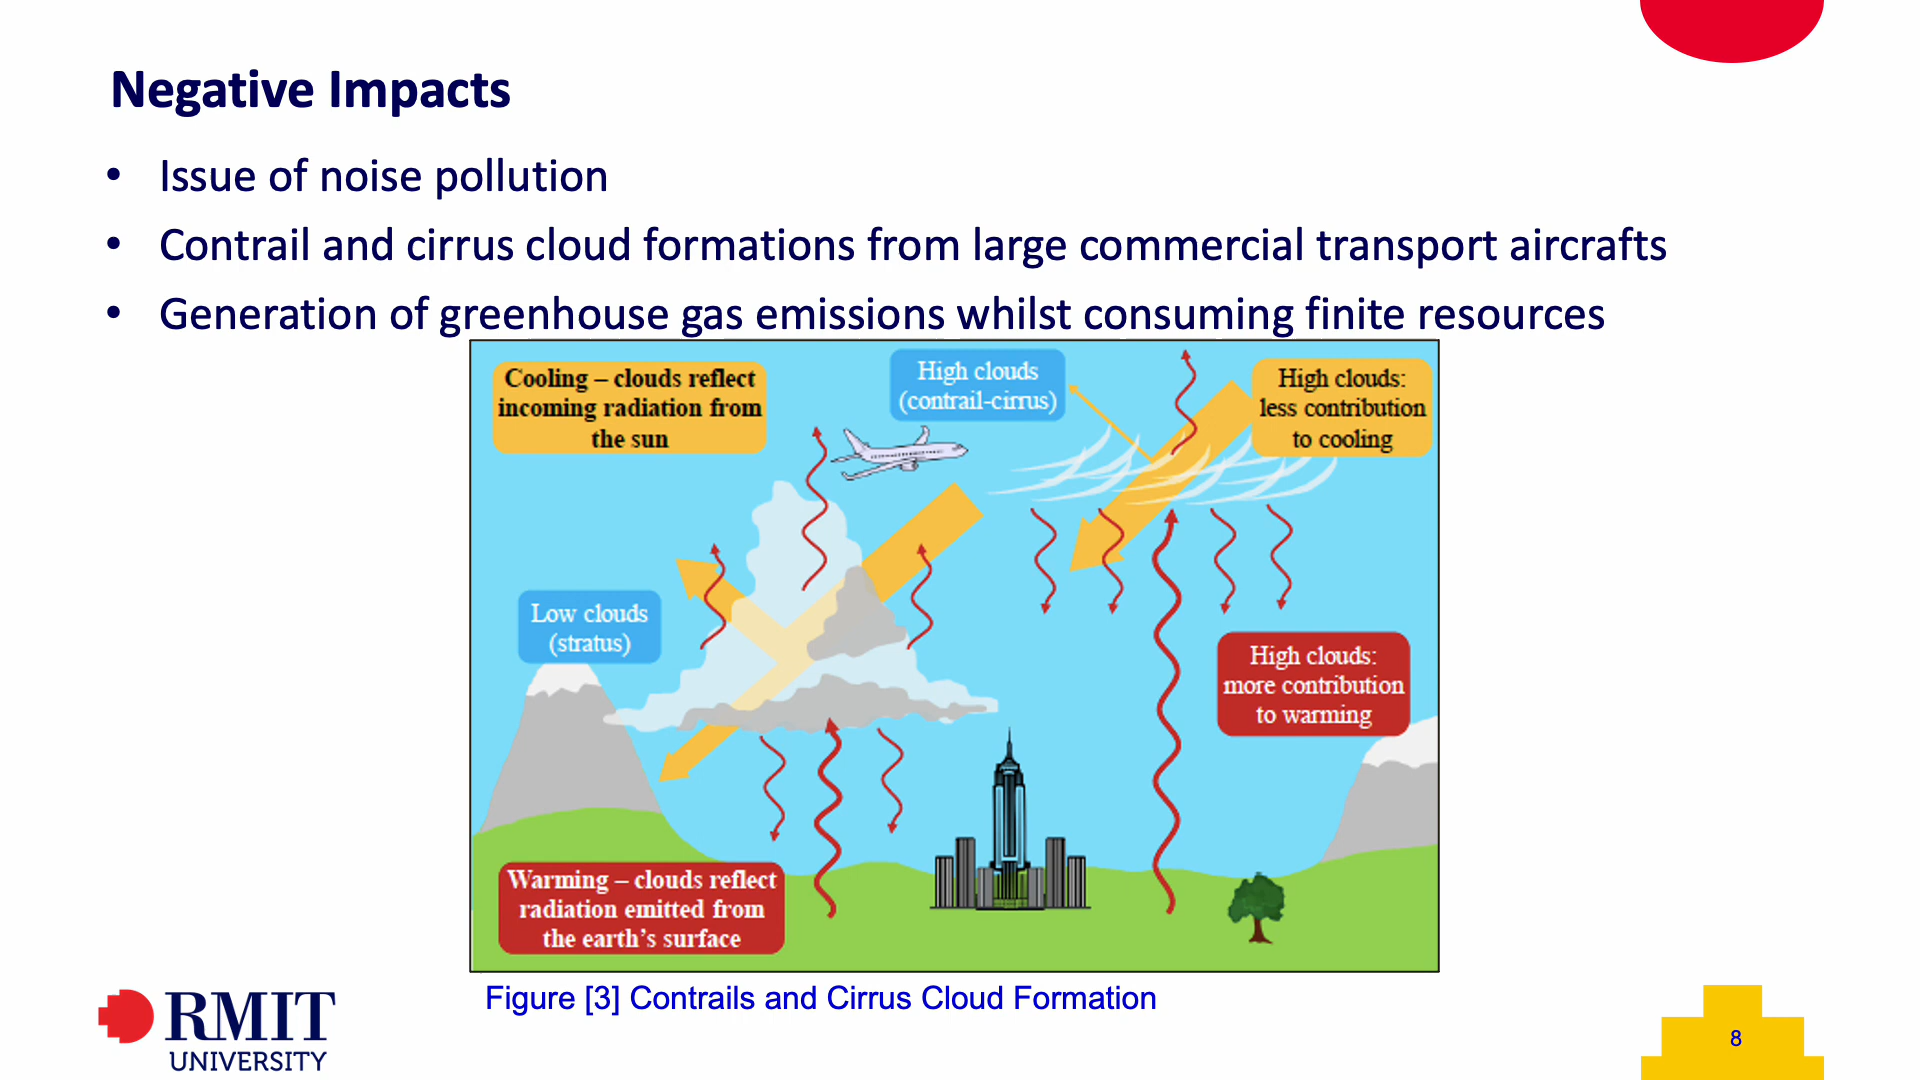 Negative Impacts
• Issue of noise pollution
• Contrail and cirrus cloud formations from large commercial transport aircrafts
• Generation of greenhouse gas emissions whilst consuming finite resources
Cooling – clouds reflect
incoming radiation from
the sun
High clouds
(contrail-cirrus)
High clouds:
less contribution
to cooling
Low clouds
(stratus)
High clouds:
more contribution
to warming
Warming – clouds reflect
radiation emitted from
the earth's surface
Figure [3] Contrails and Cirrus Cloud Formation
RMIT
UNIVERSITY
8